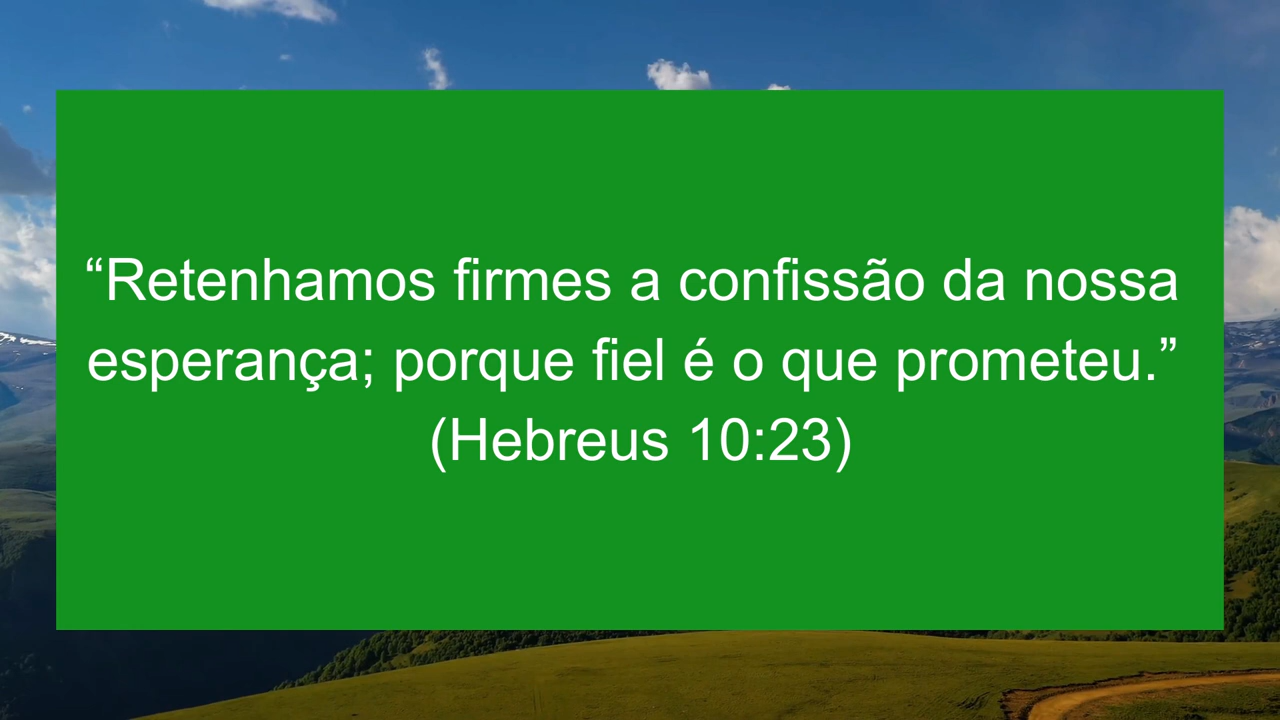 “Retenhamos firmes a confissão da nossa
esperança; porque fiel é o que prometeu.”
(Hebreus 10:23)